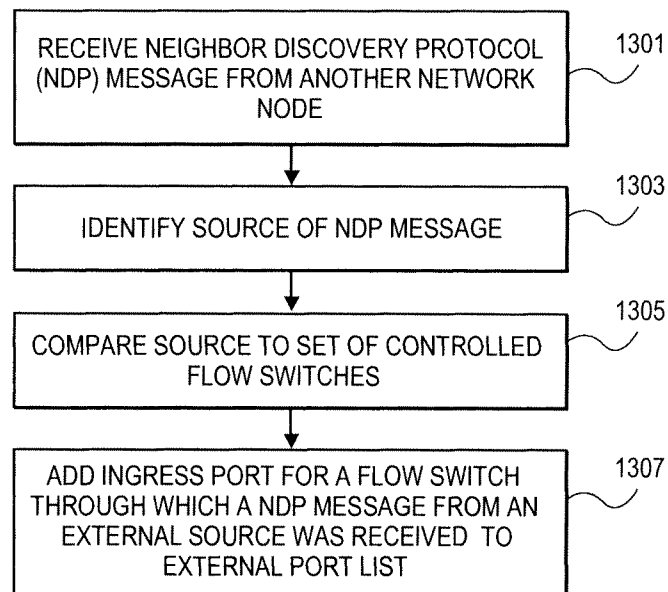 RECEIVE NEIGHBOR DISCOVERY PROTOCOL
(NDP) MESSAGE FROM ANOTHER NETWORK
NODE
1301
IDENTIFY SOURCE OF NDP MESSAGE
1303
COMPARE SOURCE TO SET OF CONTROLLED
FLOW SWITCHES
1305
ADD INGRESS PORT FOR A FLOW SWITCH
THROUGH WHICH A NDP MESSAGE FROM AN
EXTERNAL SOURCE WAS RECEIVED TO
EXTERNAL PORT LIST
1307